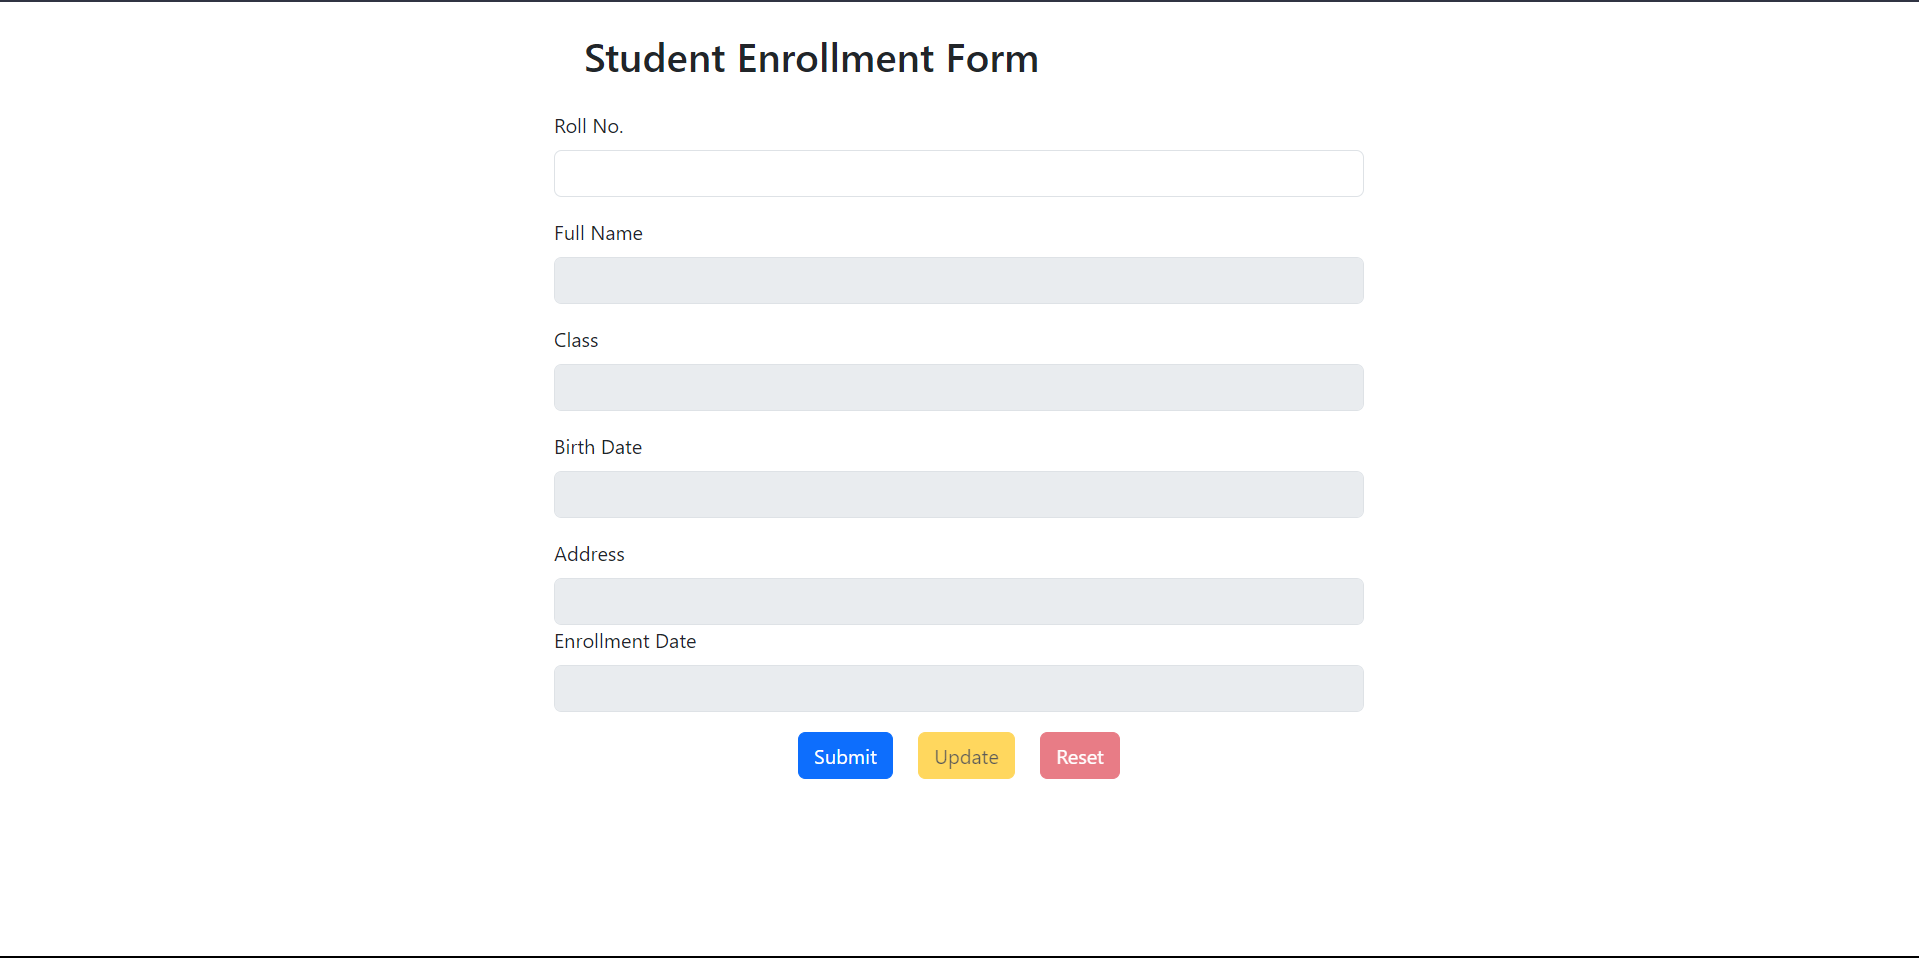 Student Enrollment Form
Roll No.
Full Name
Class
Birth Date
Address
Enrollment Date
Submit Update Reset